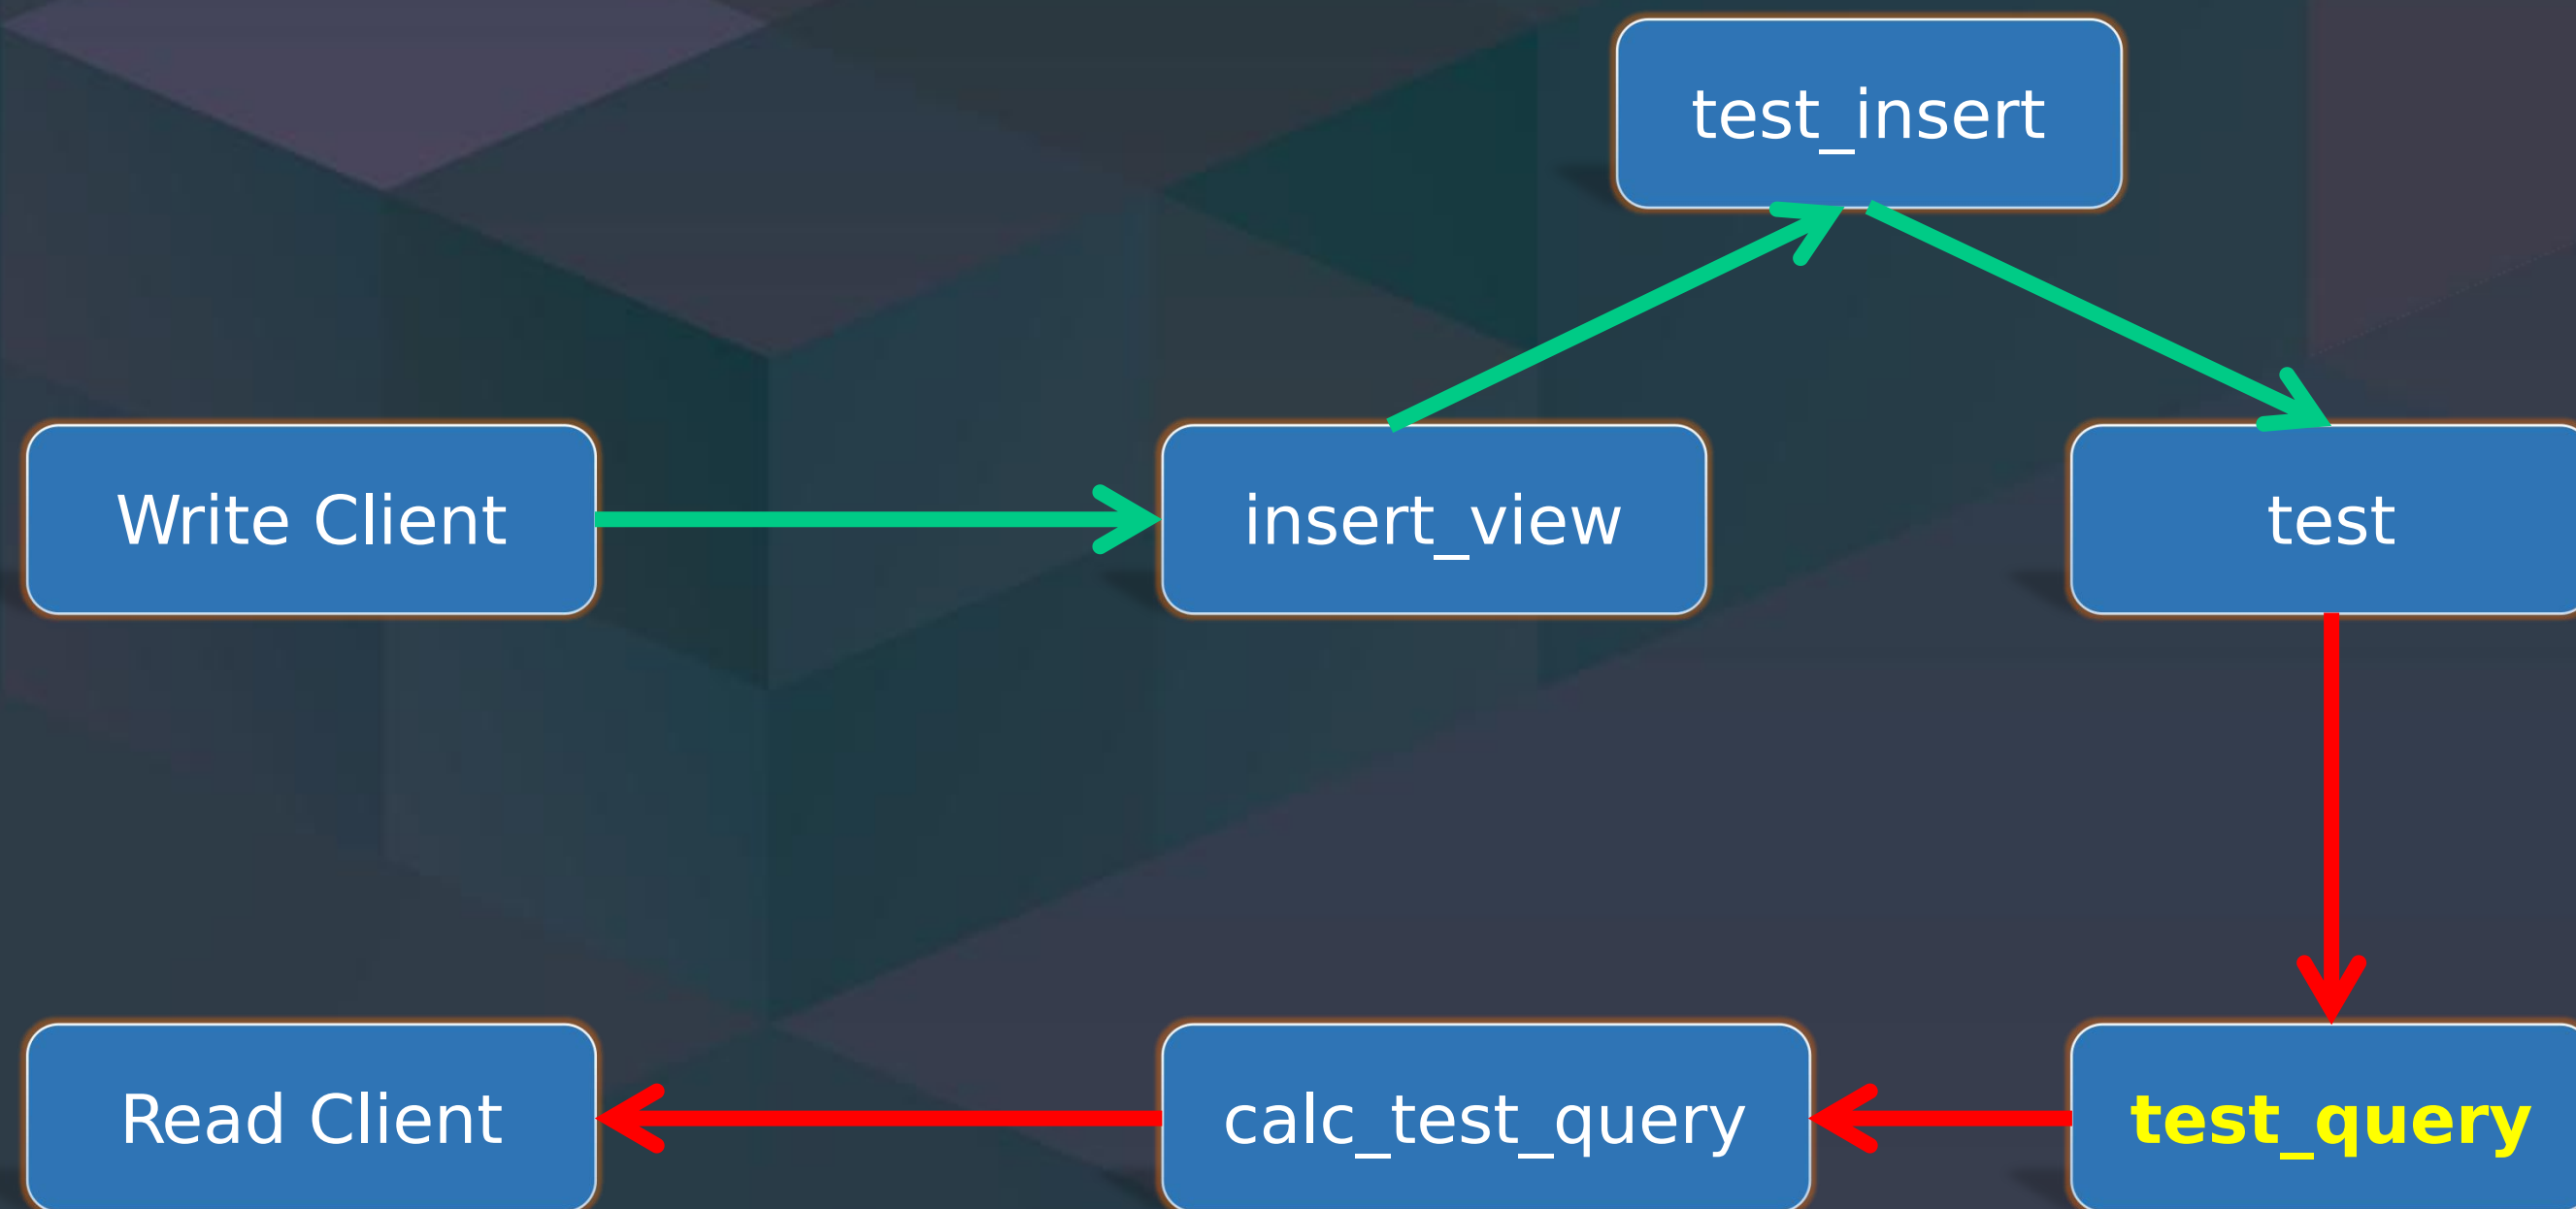 test_insert
Write Client
insert_view
test
Read Client
calc_test_query
test_query